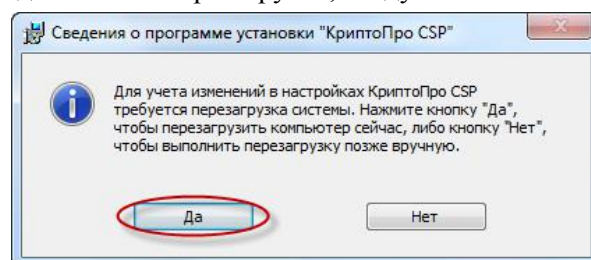 Сведения о программе установки "КриптоПро CSP"
Для учета изменений в настройках КриптоПро CSP
требуется перезагрузка системы. Нажмите кнопку "Да",
чтобы перезагрузить компьютер сейчас, либо кнопку "Нет",
чтобы выполнить перезагрузку позже вручную.
Да
Нет